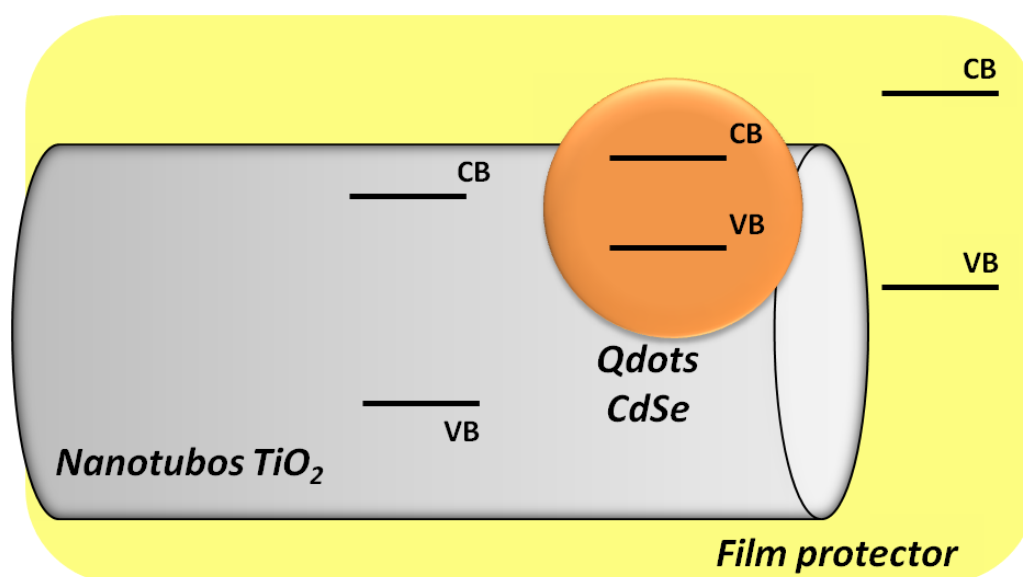 CB
CB
CB
VB
VB
Qdots
CdSe
VB
Nanotubos TiO₂
Film protector